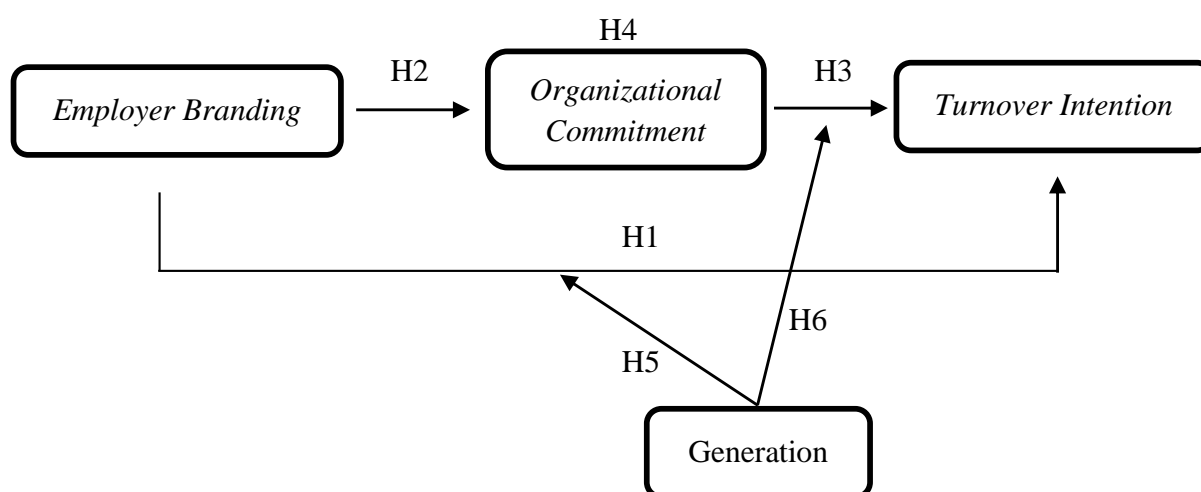 H4
H2
H3
Employer Branding
Organizational
Commitment
Turnover Intention
H1
H6
H5
Generation